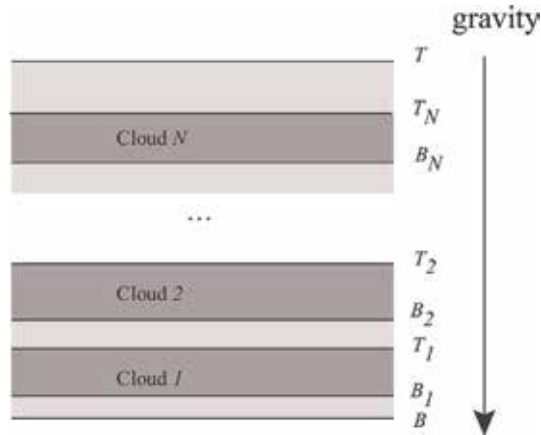 gravity
T
T_N
Cloud N
B_N
...
T_2
Cloud 2
B_2
T_1
Cloud 1
B_1
B